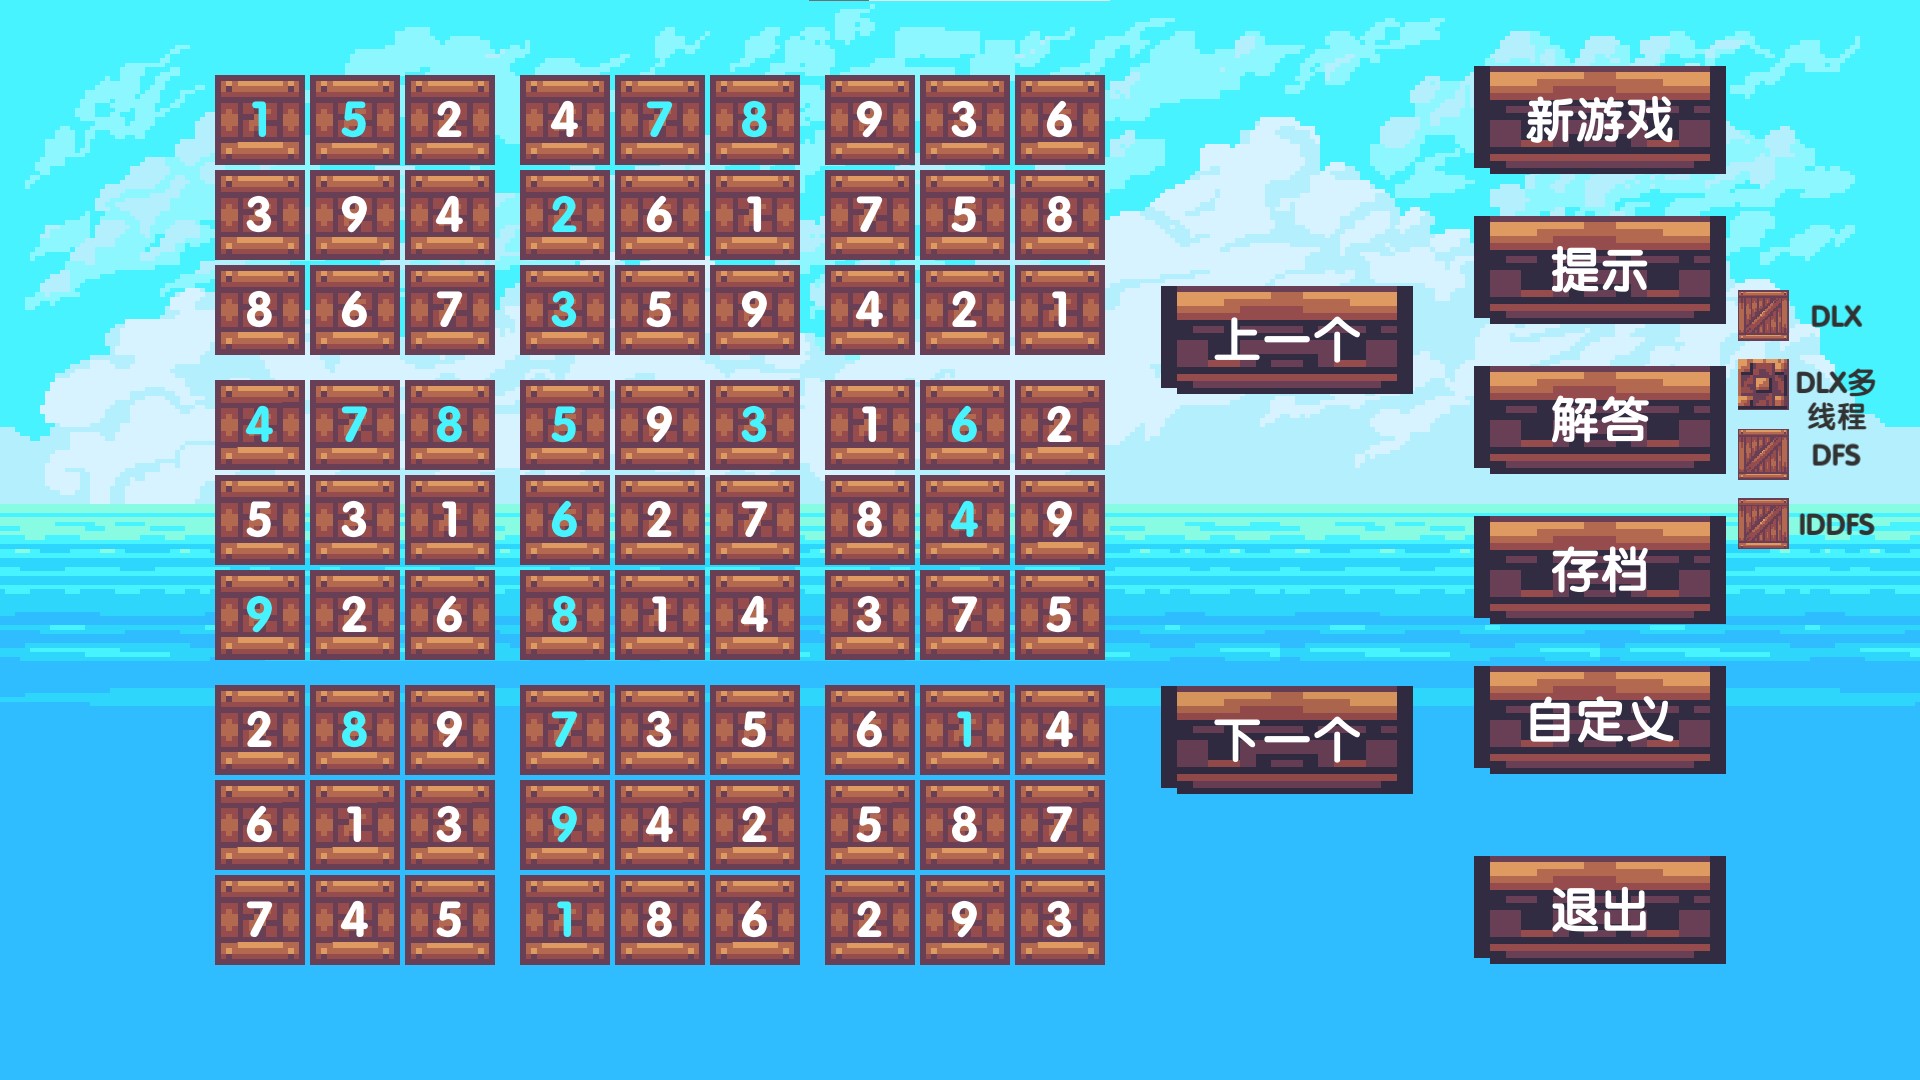 1 5 2 4 7 8 9 3 6
3 9 4 2 6 1 7 5 8
8 6 7 3 5 9 4 2 1
4 7 8 5 9 3 1 6 2
5 3 1 6 2 7 8 4 9
9 2 6 8 1 4 3 7 5
2 8 9 7 3 5 6 1 4
6 1 3 9 4 2 5 8 7
7 4 5 1 8 6 2 9 3
上一个
下一个
新游戏
提示
解答
存档
自定义
退出
DLX
DLX多
线程
DFS
IDDFS